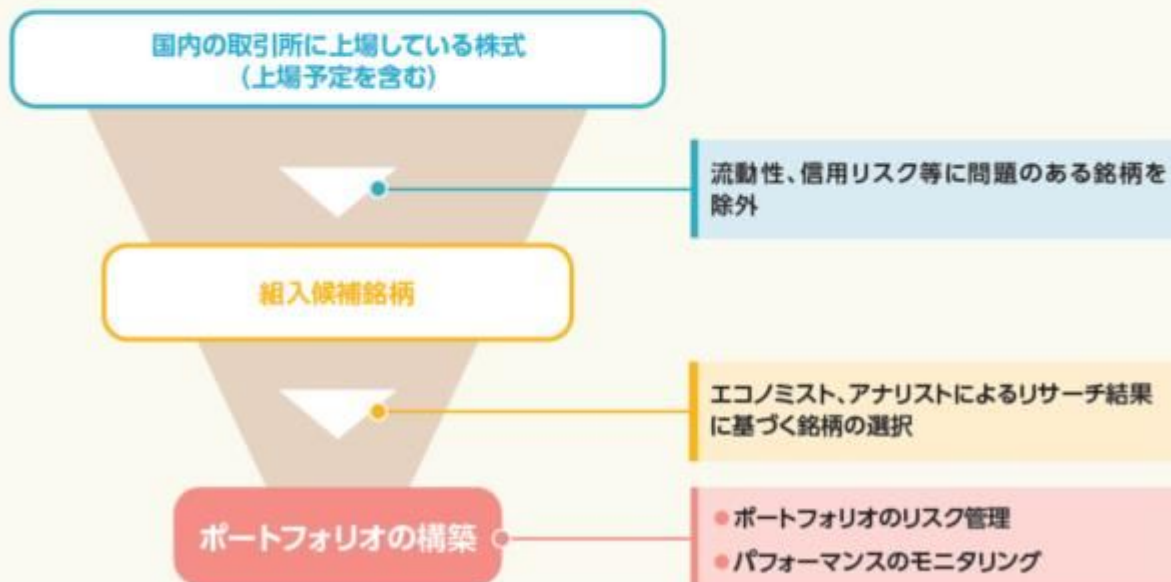 国内の取引所に上場している株式
(上場予定を含む)
流動性、信用リスク等に問題のある銘柄を
除外
組入候補銘柄
エコノミスト、アナリストによるリサーチ結果
に基づく銘柄の選択
ポートフォリオの構築
●ポートフォリオのリスク管理
●パフォーマンスのモニタリング